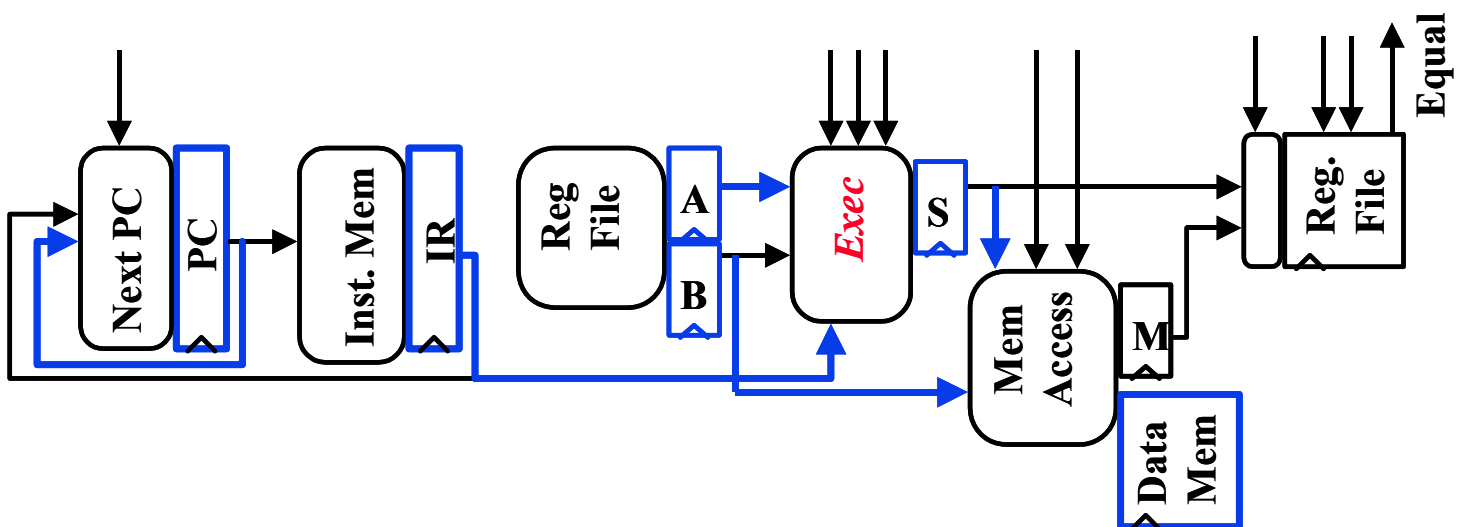 Next PC
PC
Inst. Mem
IR
Reg
File
A
B
Exec
S
Mem
Access
M
Data
Mem
Reg.
File
Equal